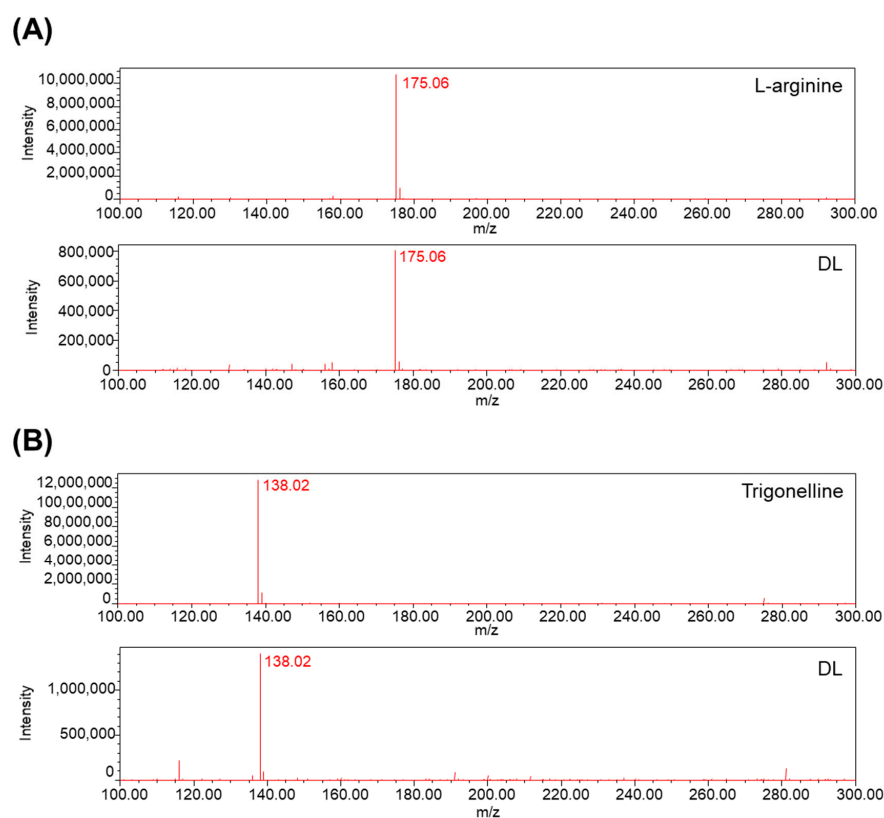 (A)
10,000,000
8,000,000
6,000,000
4,000,000
2,000,000
0
Intensity
175.06
L-arginine
100.00 120.00 140.00 160.00 180.00 200.00 220.00 240.00 260.00 280.00 300.00
m/z
800,000
600,000
400,000
200,000
0
Intensity
175.06
DL
100.00 120.00 140.00 160.00 180.00 200.00 220.00 240.00 260.00 280.00 300.00
m/z
(B)
12,000,000
10,000,000
8,000,000
6,000,000
4,000,000
2,000,000
0
Intensity
138.02
Trigonelline
100.00 120.00 140.00 160.00 180.00 200.00 220.00 240.00 260.00 280.00 300.00
m/z
1,000,000
500,000
0
Intensity
138.02
DL
100.00 120.00 140.00 160.00 180.00 200.00 220.00 240.00 260.00 280.00 300.00
m/z